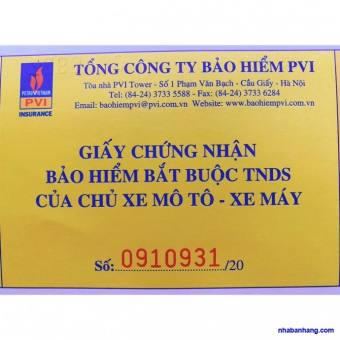 TỔNG CÔNG TY BẢO HIỂM PVI
Tòa nhà PVI Tower - Số 1 Phạm Văn Bạch - Cầu Giấy - Hà Nội
Tel: (84-24) 3733 5588 - Fax: (84-24) 3733 6284
Email: baohiempvi@pvi.com.vn Website: www.baohiempvi.com.vn
PETROVIETNAM
PVI
INSURANCE
GIẤY CHỨNG NHẬN
BẢO HIỂM BẮT BUỘC TNDS
CỦA CHỦ XE MÔ TÔ - XE MÁY
Số: 0910931 /20
nhabanhang.com